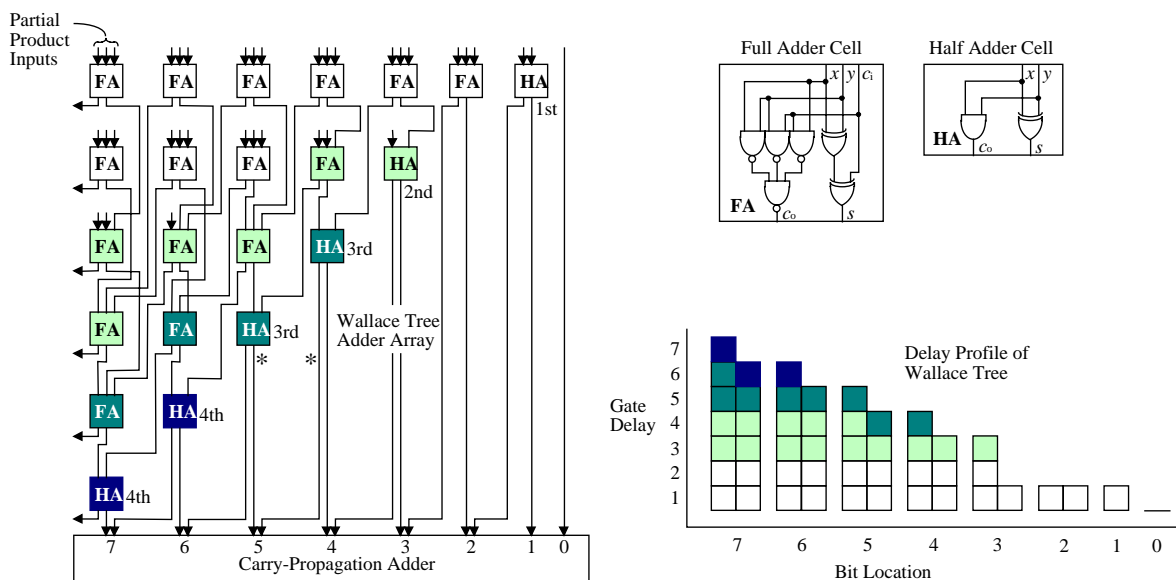 Partial
Product
Inputs
FA FA FA FA FA FA HA
1st
FA FA FA FA HA
2nd
FA FA FA HA 3rd
FA FA HA 3rd
Wallace Tree
Adder Array
* *
FA HA 4th
HA 4th
7 6 5 4 3 2 1 0
Carry-Propagation Adder
Full Adder Cell
x y ci
FA
co s
Half Adder Cell
x y
HA
co s
Delay Profile of
Wallace Tree
Gate
Delay
7
6
5
4
3
2
1
7 6 5 4 3 2 1 0
Bit Location